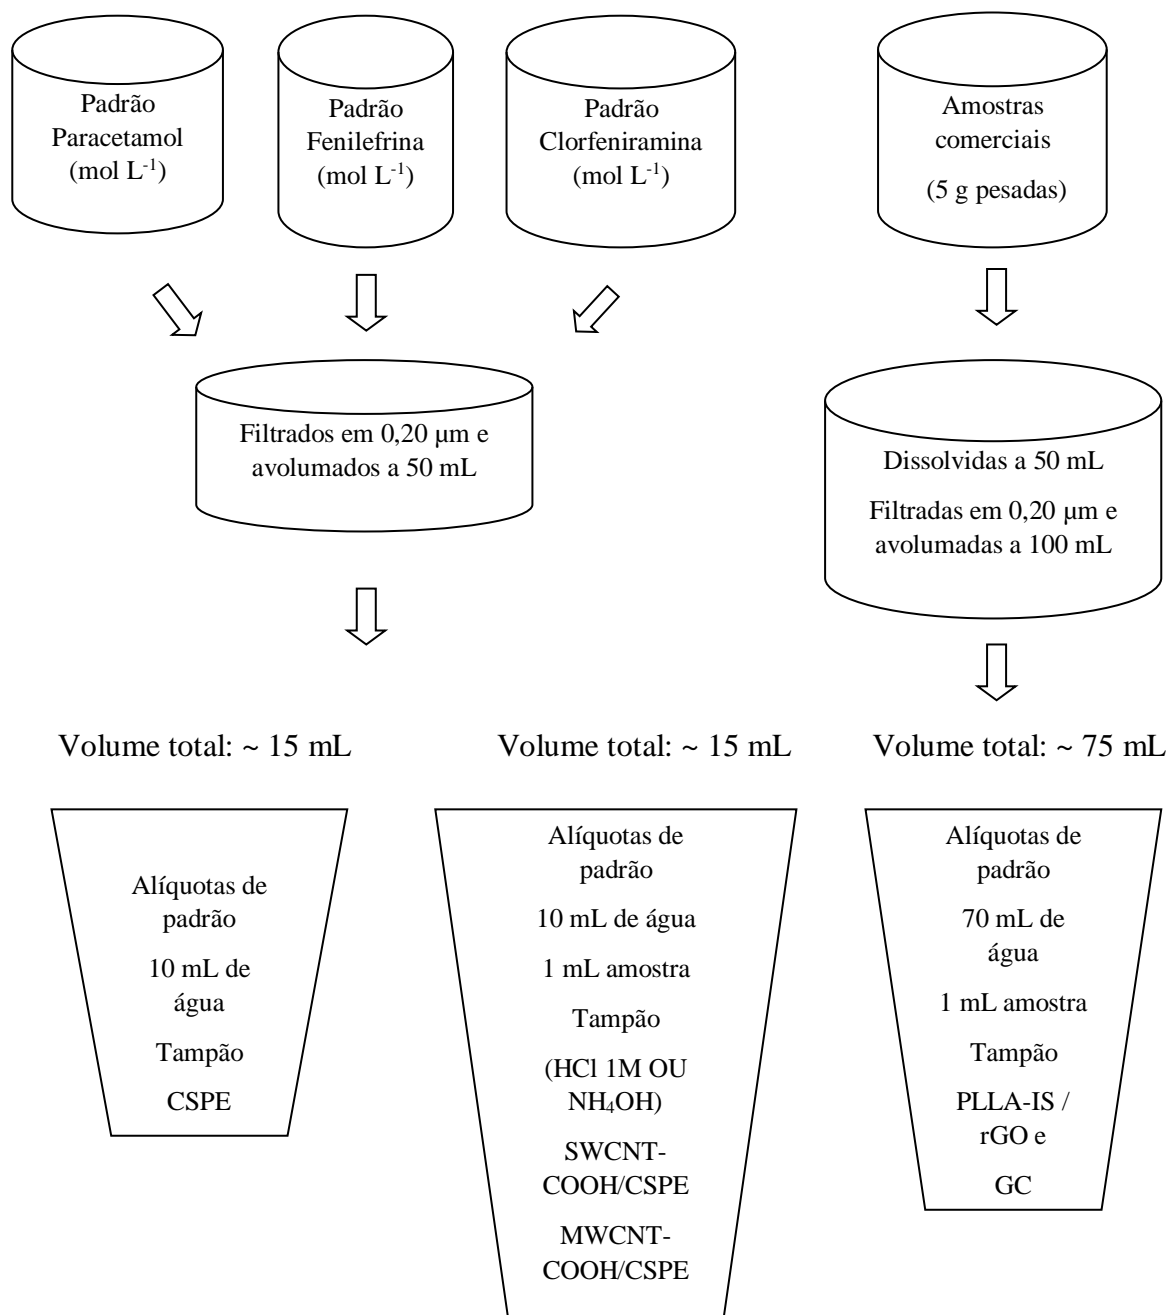 Padrão
Paracetamol
(mol L⁻¹)
Padrão
Fenilefrina
(mol L⁻¹)
Padrão
Clorfeniramina
(mol L⁻¹)
Amostras
comerciais
(5 g pesadas)
Filtrados em 0,20 µm e
avolumados a 50 mL
Dissolvidas a 50 mL
Filtradas em 0,20 µm e
avolumadas a 100 mL
Volume total: ~ 15 mL
Volume total: ~ 15 mL
Volume total: ~ 75 mL
Alíquotas de
padrão
10 mL de
água
Tampão
CSPE
Alíquotas de
padrão
10 mL de água
1 mL amostra
Tampão
(HCl 1M OU
NH₄OH)
SWCNT-
COOH/CSPE
MWCNT-
COOH/CSPE
Alíquotas de
padrão
70 mL de
água
1 mL amostra
Tampão
PLLA-IS /
rGO e
GC